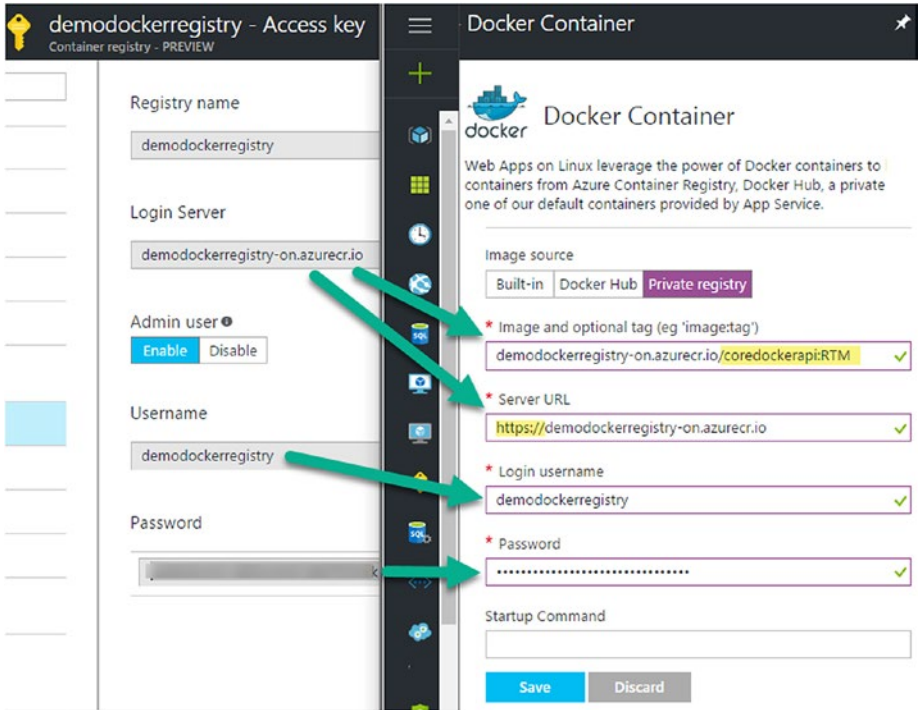 demodockerregistry - Access key
Container registry - PREVIEW
Registry name
demodockerregistry
Login Server
demodockerregistry-on.azurecr.io
Admin user
Enable Disable
Username
demodockerregistry
Password
k
Docker Container
docker
Docker Container
Web Apps on Linux leverage the power of Docker containers to
containers from Azure Container Registry, Docker Hub, a private
one of our default containers provided by App Service.
Image source
Built-in Docker Hub Private registry
* Image and optional tag (eg 'image:tag')
demodockerregistry-on.azurecr.io/coredockerapi:RTM
* Server URL
https://demodockerregistry-on.azurecr.io
* Login username
demodockerregistry
* Password
Startup Command
Save Discard